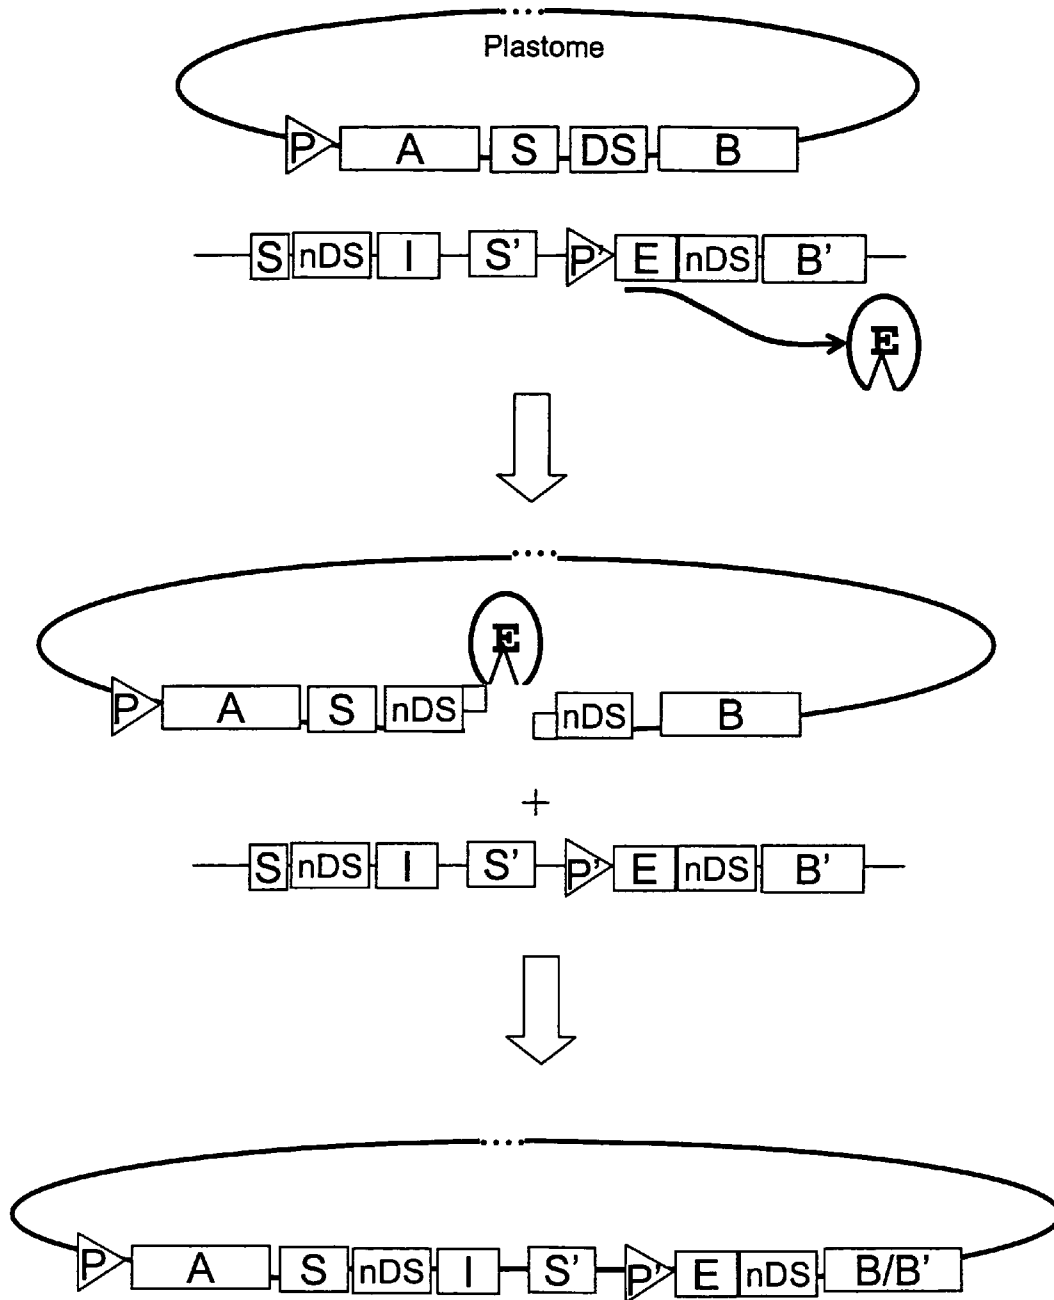 Plastome
P A S DS B
S nDS I S' P' E nDS B'
E
E
P A S nDS nDS B
+
S nDS I S' P' E nDS B'
P A S nDS I S' P' E nDS B/B'